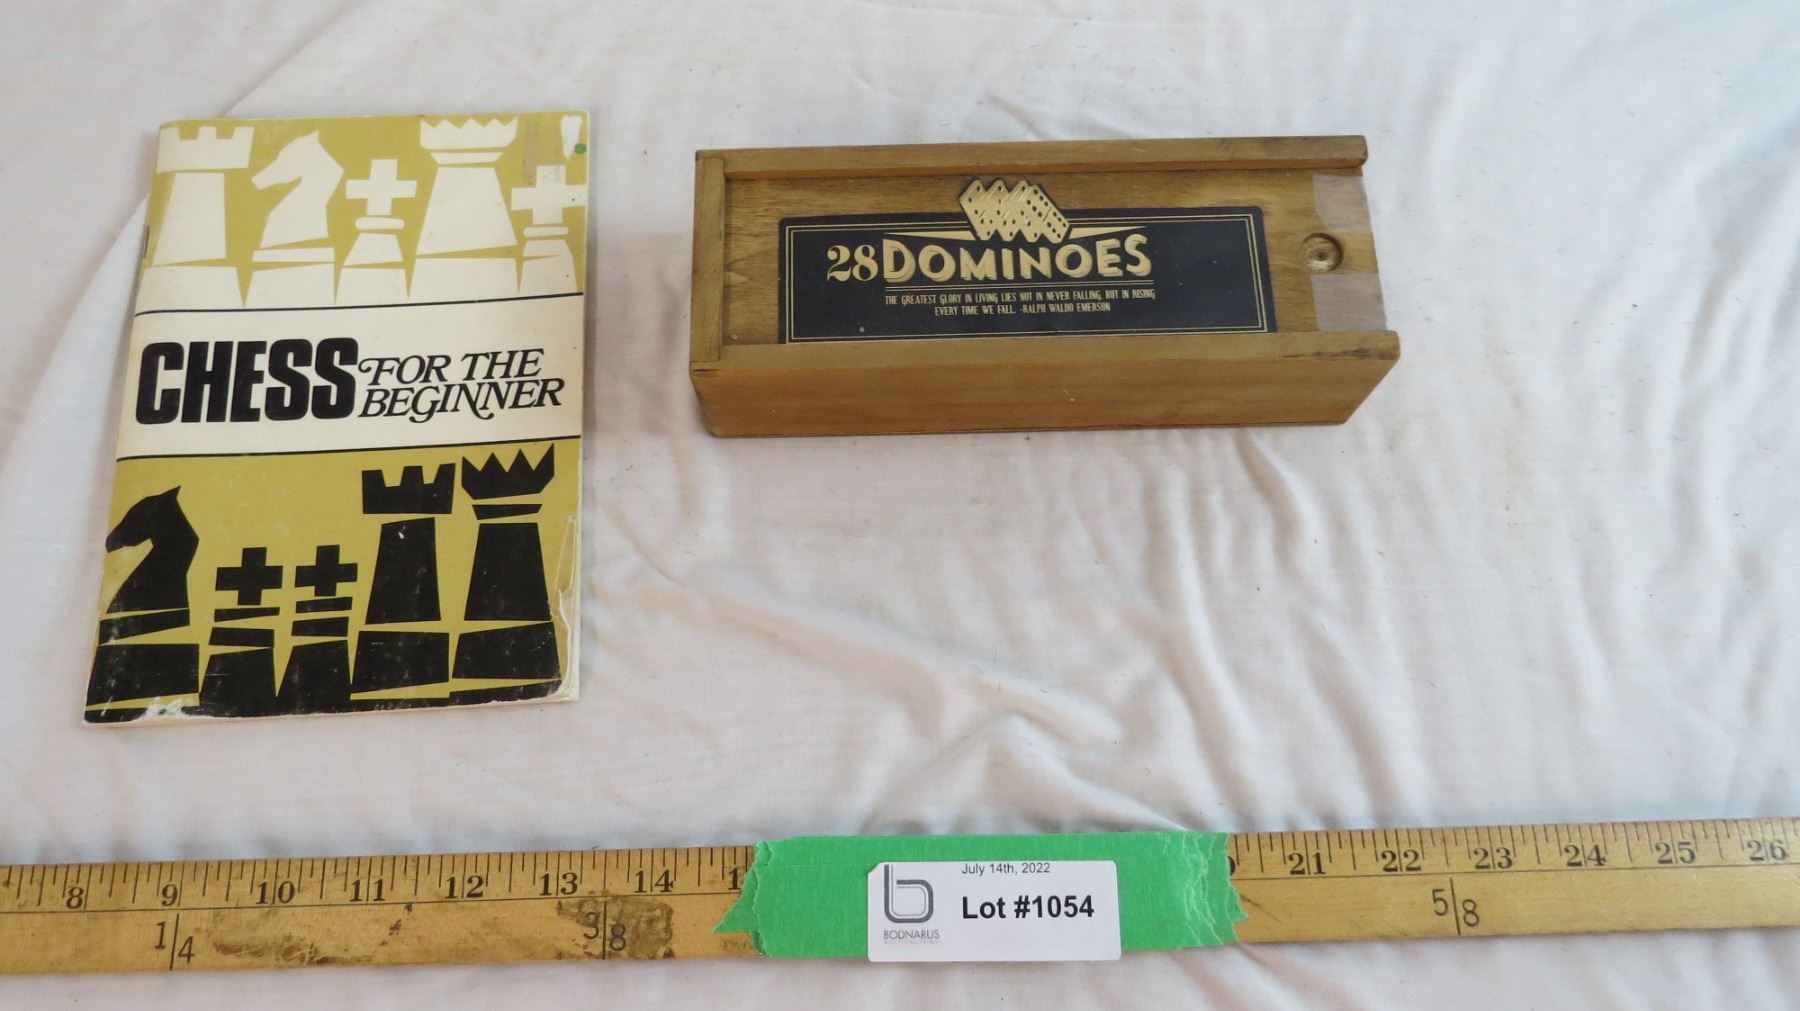 CHESS FOR THE
BEGINNER
28 DOMINOES
THE GREATEST GLORY IN LIVING LIES NOT IN NEVER FALLING, BUT IN RISING
EVERY TIME WE FALL. -RALPH WALDO EMERSON
8 9 10 11 12 13 14 1 0 21 22 23 24 25 26
1/4 3/8 5/8
July 14th, 2022
Lot #1054
b
BODNARUS